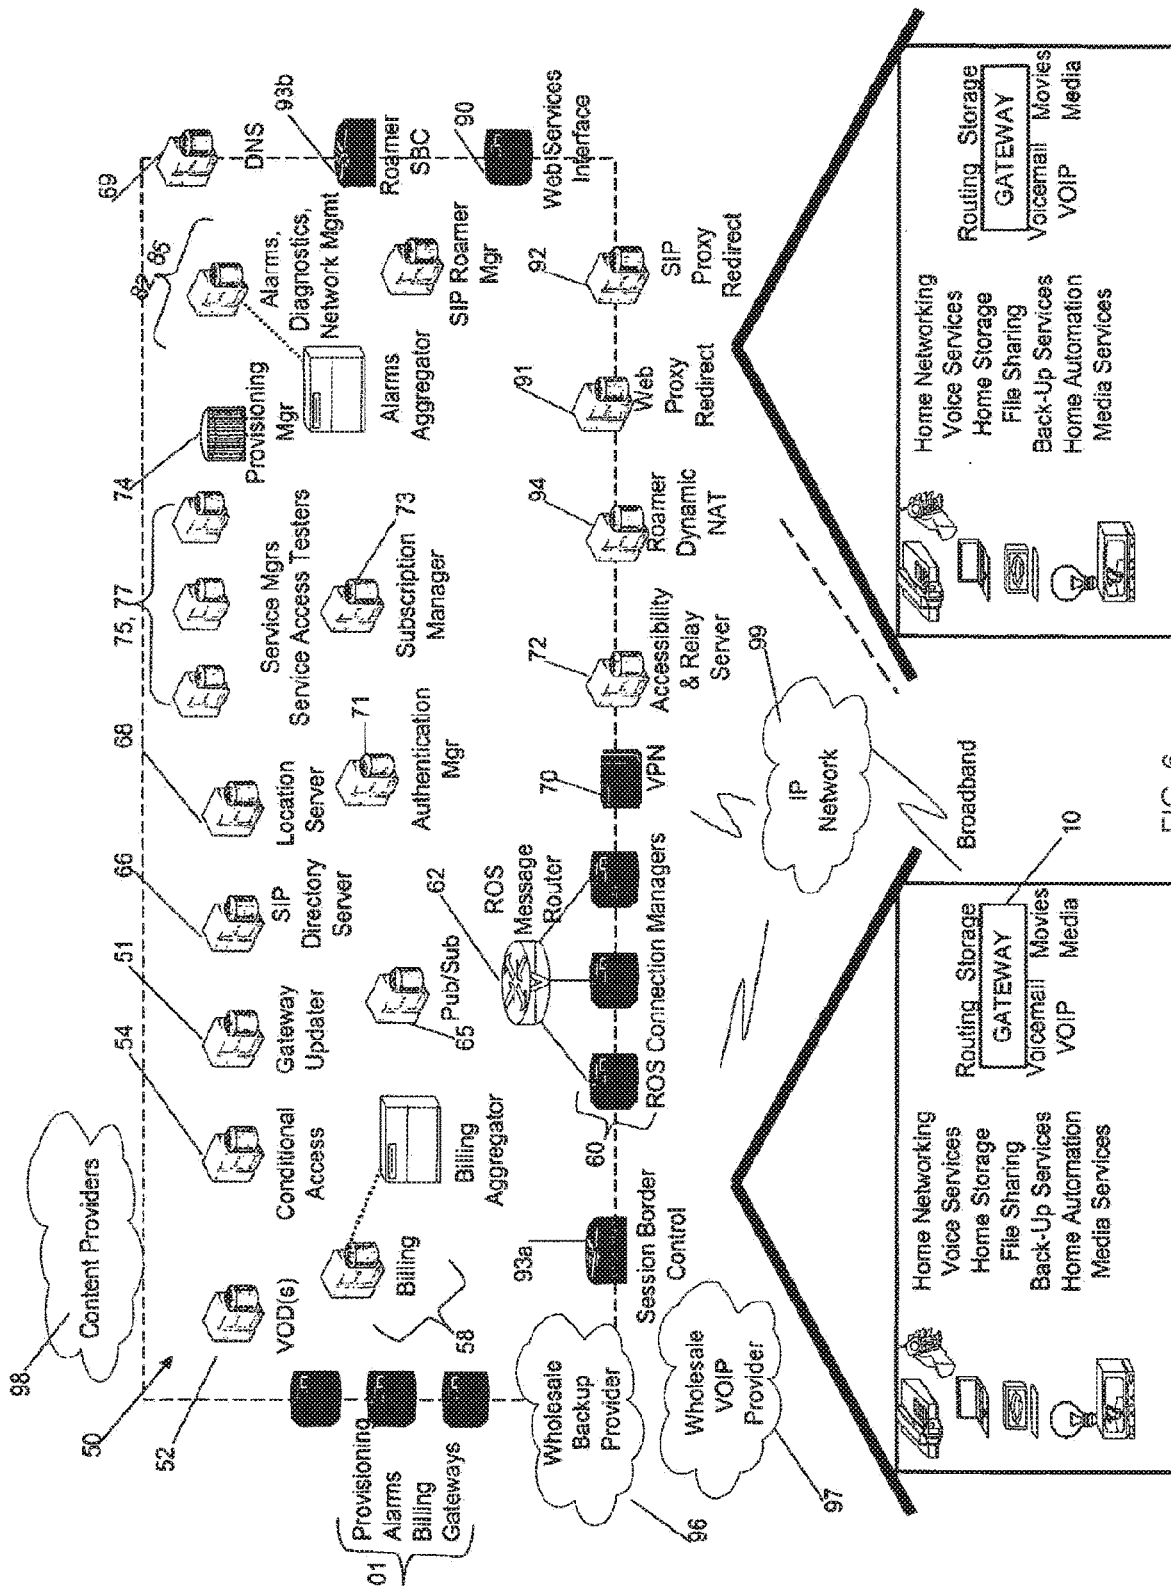 98
Content Providers
50
52
VOD(s)
54
Conditional
Access
51
Gateway
Updater
66
SIP
Directory
Server
68
Location
Server
75, 77
Service Mgrs
Service Access Testers
74
Provisioning
Mgr
82
85
Alarms,
Diagnostics,
Network Mgmt
69
DNS
93b
Roamer
SBC
90
Web Services
Interface
Provisioning
Alarms
Billing
Gateways
01
Billing
58
Billing
Aggregator
Pub/Sub
65
71
Authentication
Mgr
73
Subscription
Manager
Alarms
Aggregator
SIP Roamer
Mgr
Wholesale
Backup
Provider
96
93a
Session Border
Control
60
62
ROS
Message
Router
ROS Connection Managers
70
VPN
72
Accessibility
& Relay
Server
94
Roamer
Dynamic
NAT
91
Web
Proxy
Redirect
92
SIP
Proxy
Redirect
Wholesale
VOIP
Provider
97
IP
Network
99
Broadband
Home Networking
Voice Services
Home Storage
File Sharing
Back-Up Services
Home Automation
Media Services
Routing Storage
GATEWAY
Voicemail Movies
VOIP Media
10
Home Networking
Voice Services
Home Storage
File Sharing
Back-Up Services
Home Automation
Media Services
Routing Storage
GATEWAY
Voicemail Movies
VOIP Media